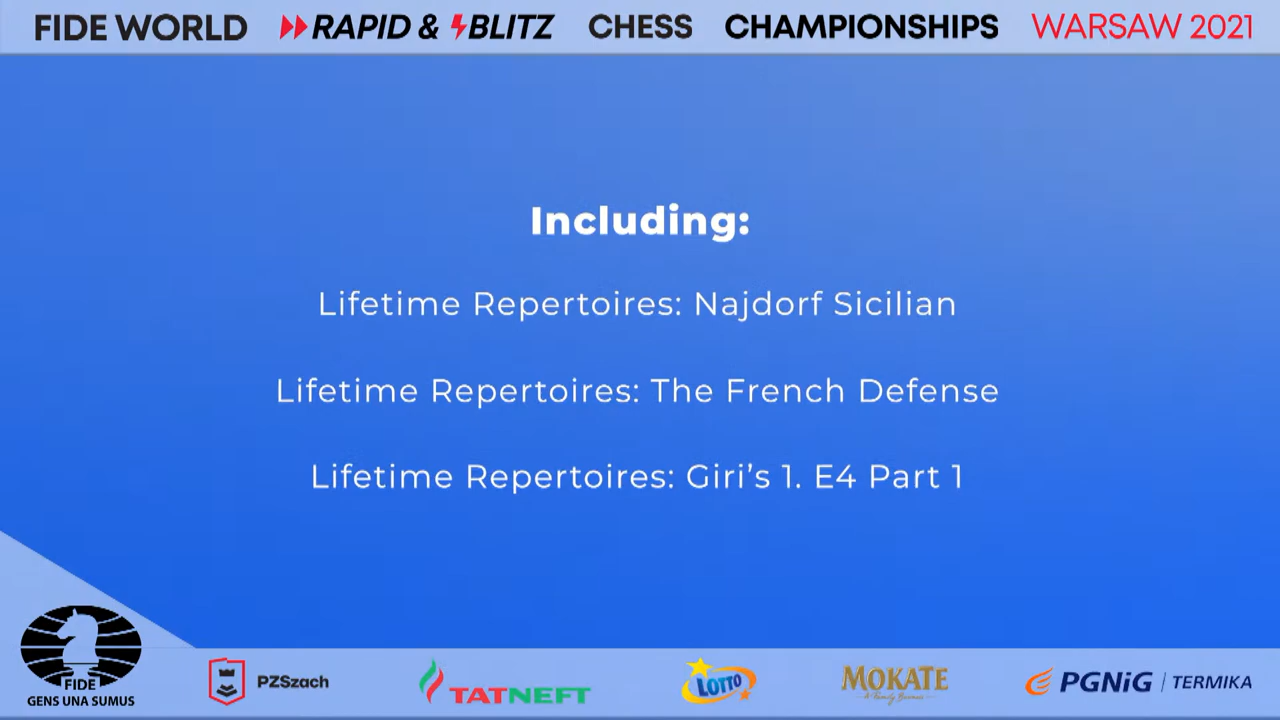 FIDE WORLD RAPID & BLITZ CHESS CHAMPIONSHIPS WARSAW 2021
Including:
Lifetime Repertoires: Najdorf Sicilian
Lifetime Repertoires: The French Defense
Lifetime Repertoires: Giri’s 1. E4 Part 1
FIDE
GENS UNA SUMUS
PZSzach
TATNEFT
LOTTO
MOKATE
PGNiG | TERMIKA